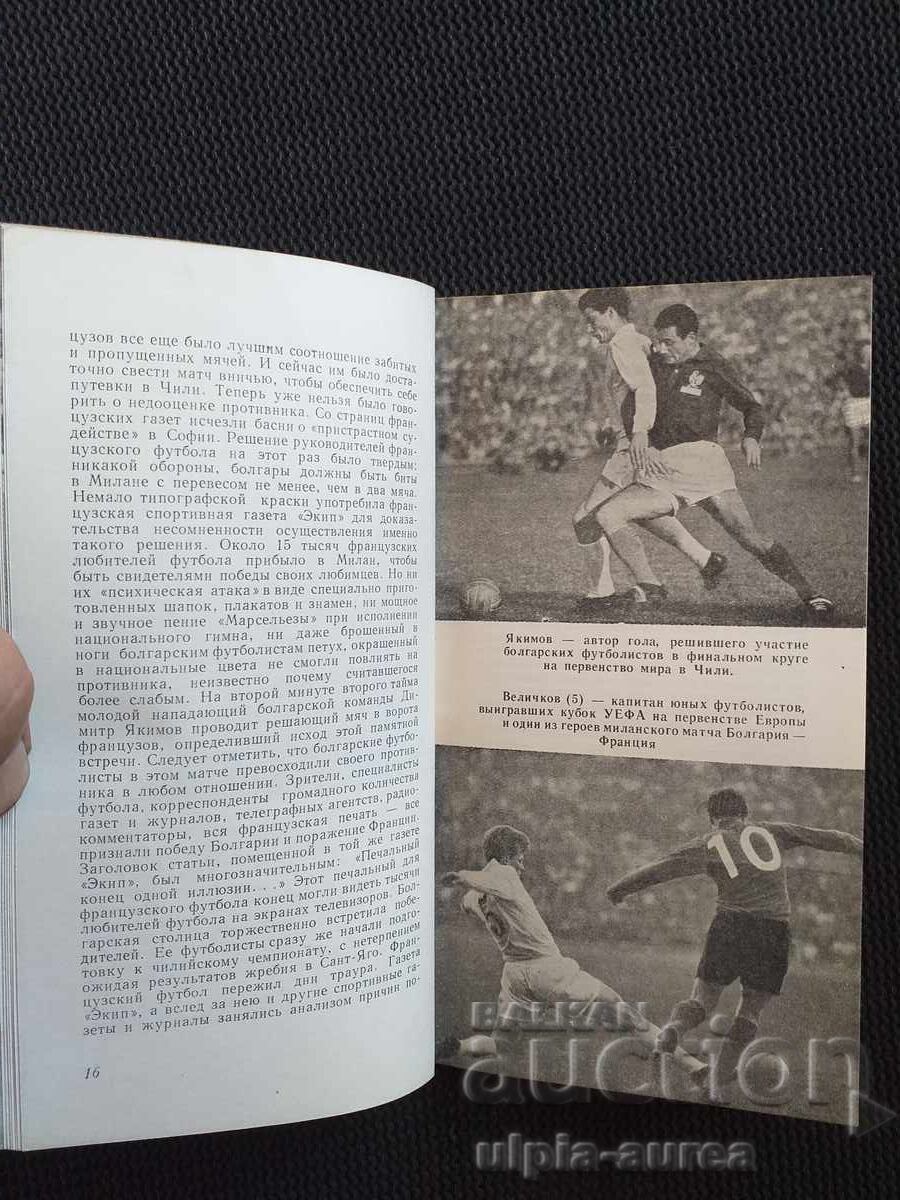 цузов все еще было лучшим соотношение забитых
и пропущенных мячей. И сейчас им было доста-
точно свести матч вничью, чтобы обеспечить себе
путевки в Чили. Теперь уже нельзя было гово-
рить о недооценке противника. Со страниц фран-
цузских газет исчезли басни о «пристрастном су-
действе» в Софии. Решение руководителей фран-
цузского футбола на этот раз было твердым:
никакой обороны, болгары должны быть биты
в Милане с перевесом не менее, чем в два мяча.
Немало типографской краски употребила фран-
цузская спортивная газета «Экип» для доказа-
тельства несомненности осуществления именно
такого решения. Около 15 тысяч французских
любителей футбола прибыло в Милан, чтобы
быть свидетелями победы своих любимцев. Но ни
их «психическая атака» в виде специально приго-
товленных шапок, плакатов и знамен, ни мощное
и звучное пение «Марсельезы» при исполнении
национального гимна, ни даже брошенный в
ноги болгарским футболистам петух, окрашенный
в национальные цвета не смогли повлиять на
противника, неизвестно почему считавшегося
более слабым. На второй минуте второго тайма
молодой нападающий болгарской команды Ди-
митр Якимов проводит решающий мяч в ворота
французов, определивший исход этой памятной
встречи. Следует отметить, что болгарские футбо-
листы в этом матче превосходили своего против-
ника в любом отношении. Зрители, специалисты
футбола, корреспонденты громадного количества
газет и журналов, телеграфных агентств, радио-
комментаторы, вся французская печать — все
признали победу Болгарии и поражение Франции.
Заголовок статьи, помещенной в той же газете
«Экип», был многозначительным: «Печальный
конец одной иллюзии. . .» Этот печальный для
французского футбола конец могли видеть тысячи
любителей футбола на экранах телевизоров. Бол-
гарская столица торжественно встретила побе-
дителей. Ее футболисты сразу же начали подго-
товку к чилийскому чемпионату, с нетерпением
ожидая результатов жребия в Сант-Яго. Фран-
цузский футбол пережил дни траура. Газета
«Экип», а вслед за нею и другие спортивные га-
зеты и журналы занялись анализом причин по-
16
Якимов — автор гола, решившего участие
болгарских футболистов в финальном круге
на первенство мира в Чили.
Величков (5) — капитан юных футболистов,
выигравших кубок УЕФА на первенстве Европы
и один из героев миланского матча Болгария —
Франция
10
BALKAN
auction
ulpia-aurea